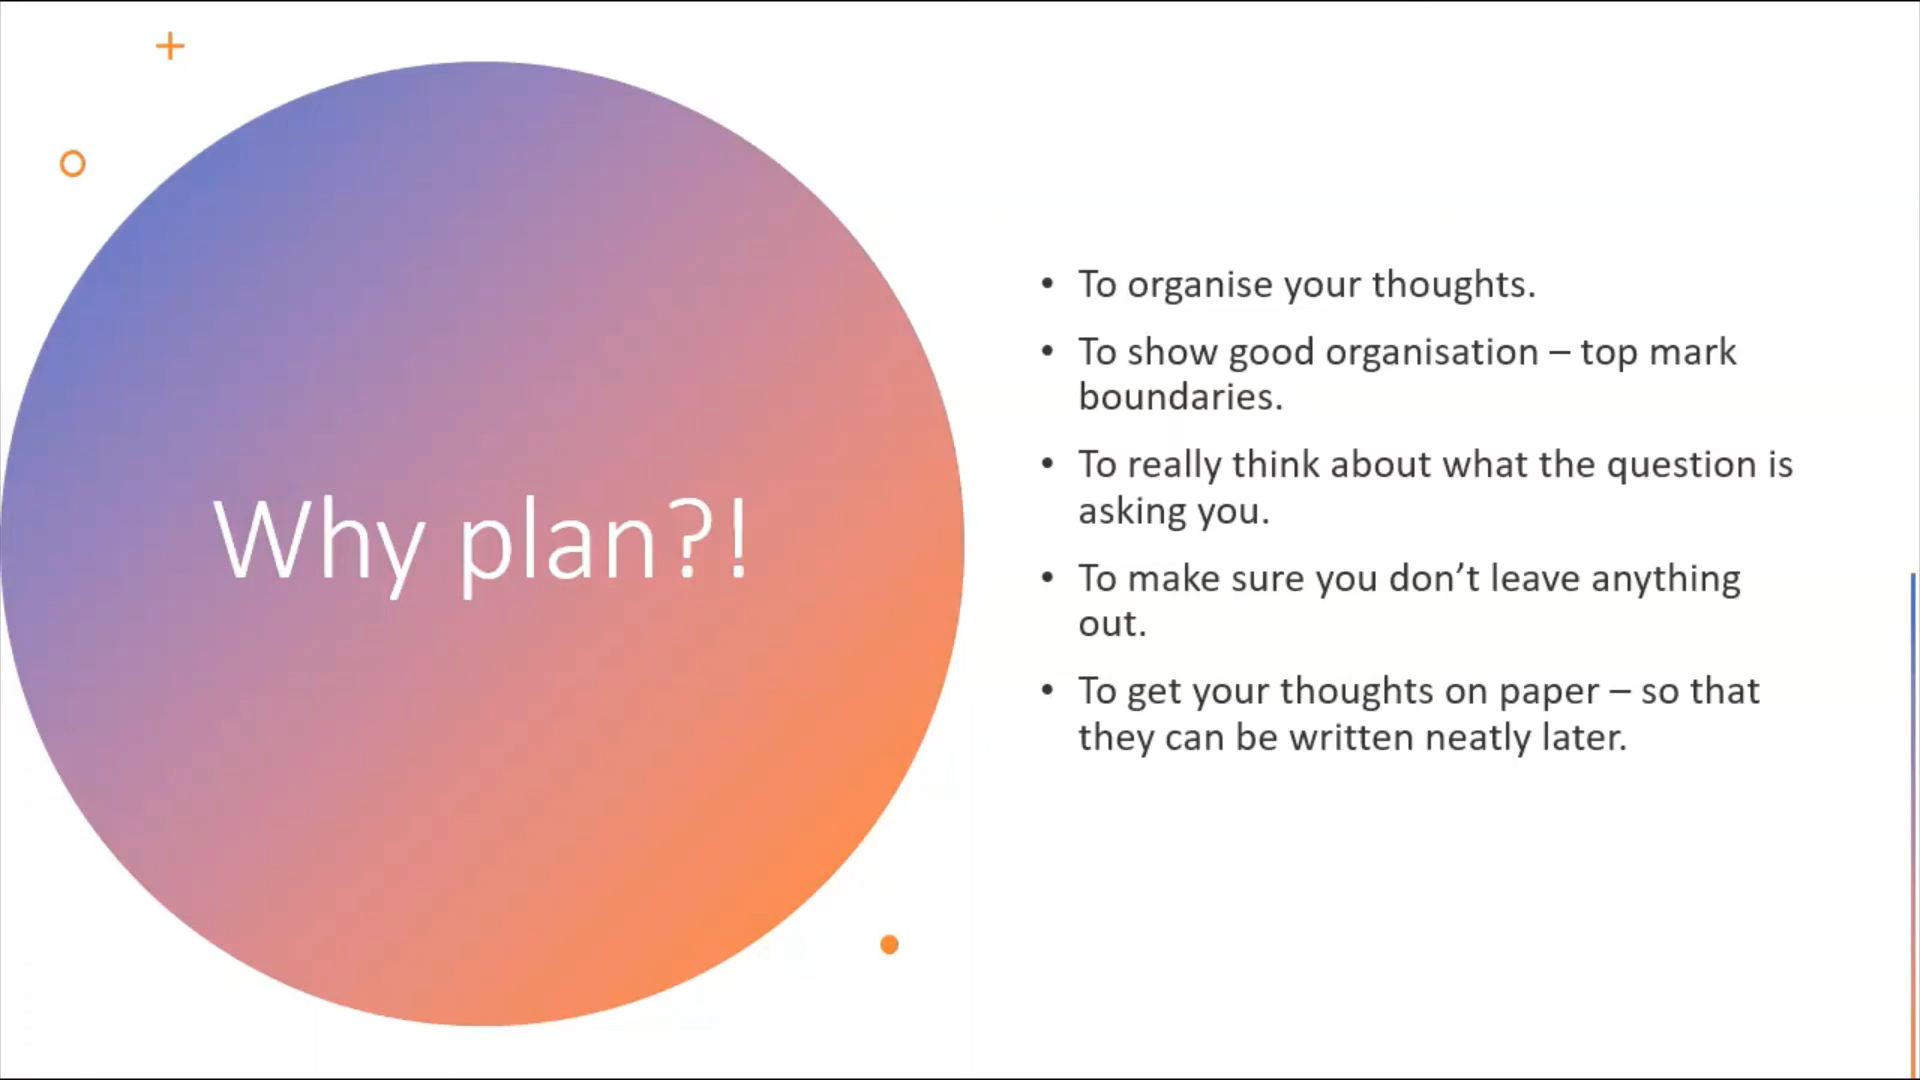 Why plan?!
• To organise your thoughts.
• To show good organisation – top mark
boundaries.
• To really think about what the question is
asking you.
• To make sure you don’t leave anything
out.
• To get your thoughts on paper – so that
they can be written neatly later.